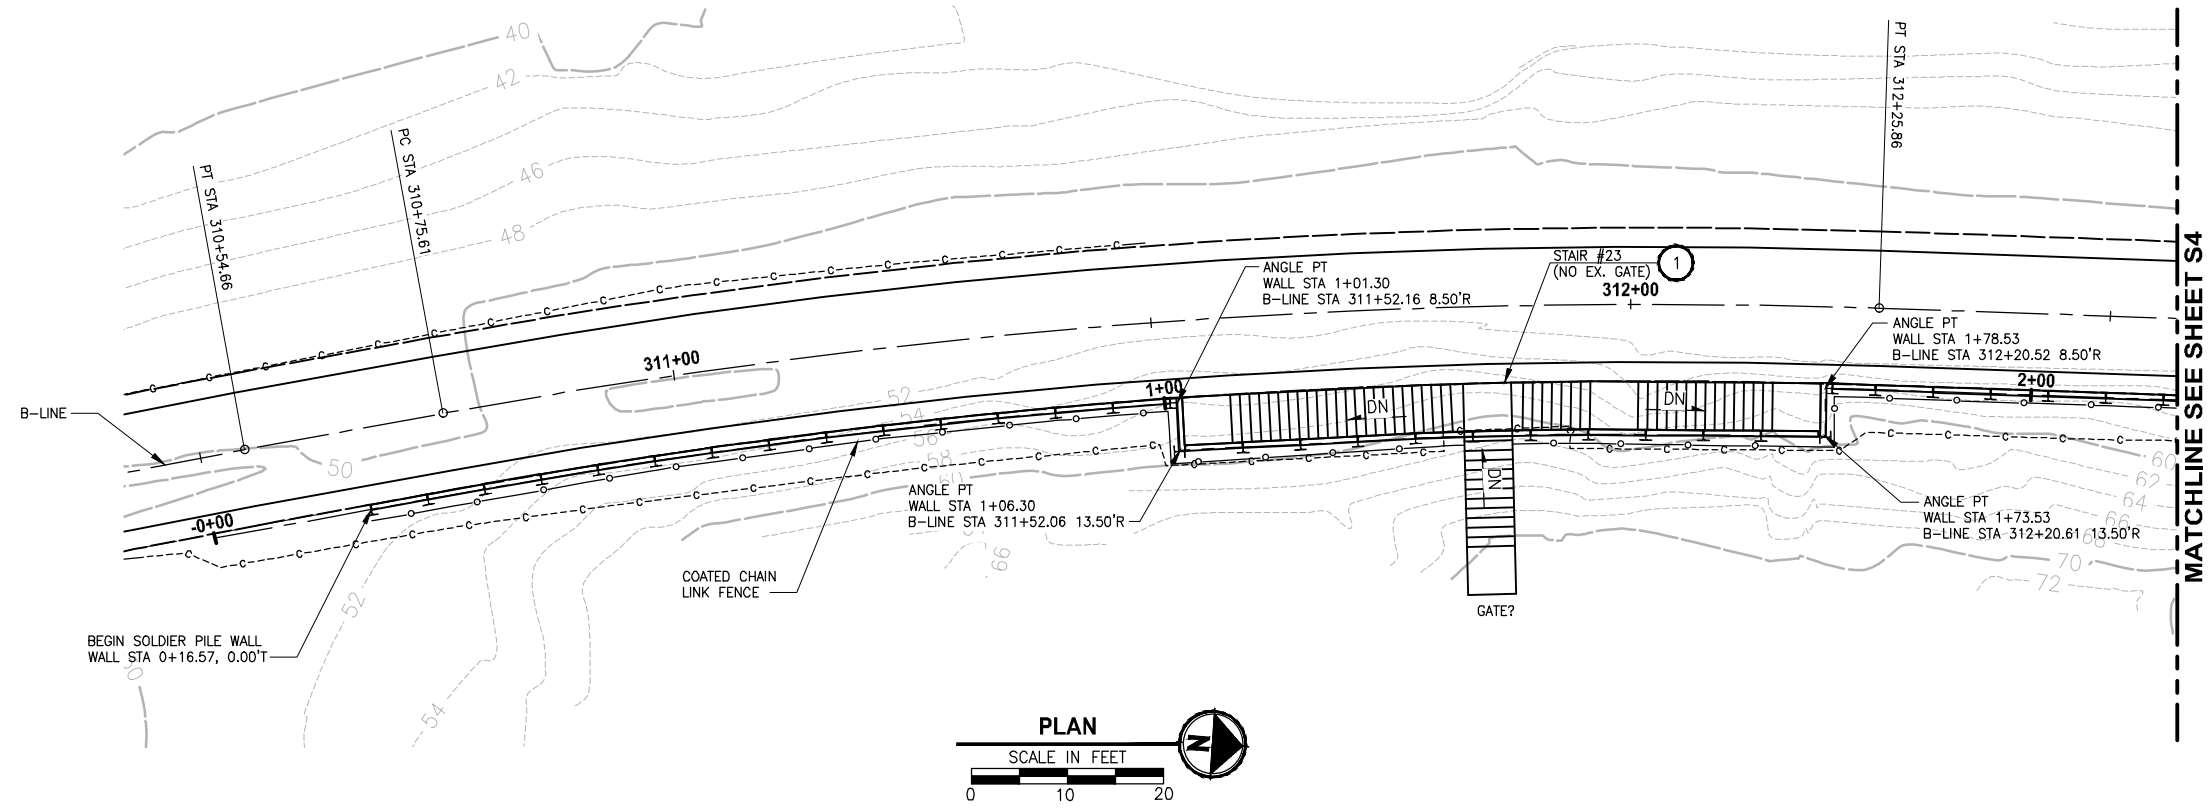 40
42
46
48
50
PT STA 310+54.66
PC STA 310+75.61
PT STA 312+25.86
B-LINE
-0+00
311+00
ANGLE PT
WALL STA 1+01.30
B-LINE STA 311+52.16 8.50'R
1+00
STAIR #23
(NO EX. GATE)
1
312+00
ANGLE PT
WALL STA 1+78.53
B-LINE STA 312+20.52 8.50'R
2+00
52
54
56
58
60
DN
DN
DN
ANGLE PT
WALL STA 1+06.30
B-LINE STA 311+52.06 13.50'R
ANGLE PT
WALL STA 1+73.53
B-LINE STA 312+20.61 13.50'R
60
62
64
66
68
70
72
66
COATED CHAIN
LINK FENCE
GATE?
52
54
BEGIN SOLDIER PILE WALL
WALL STA 0+16.57, 0.00'T
MATCHLINE SEE SHEET S4
PLAN
SCALE IN FEET
0 10 20
N